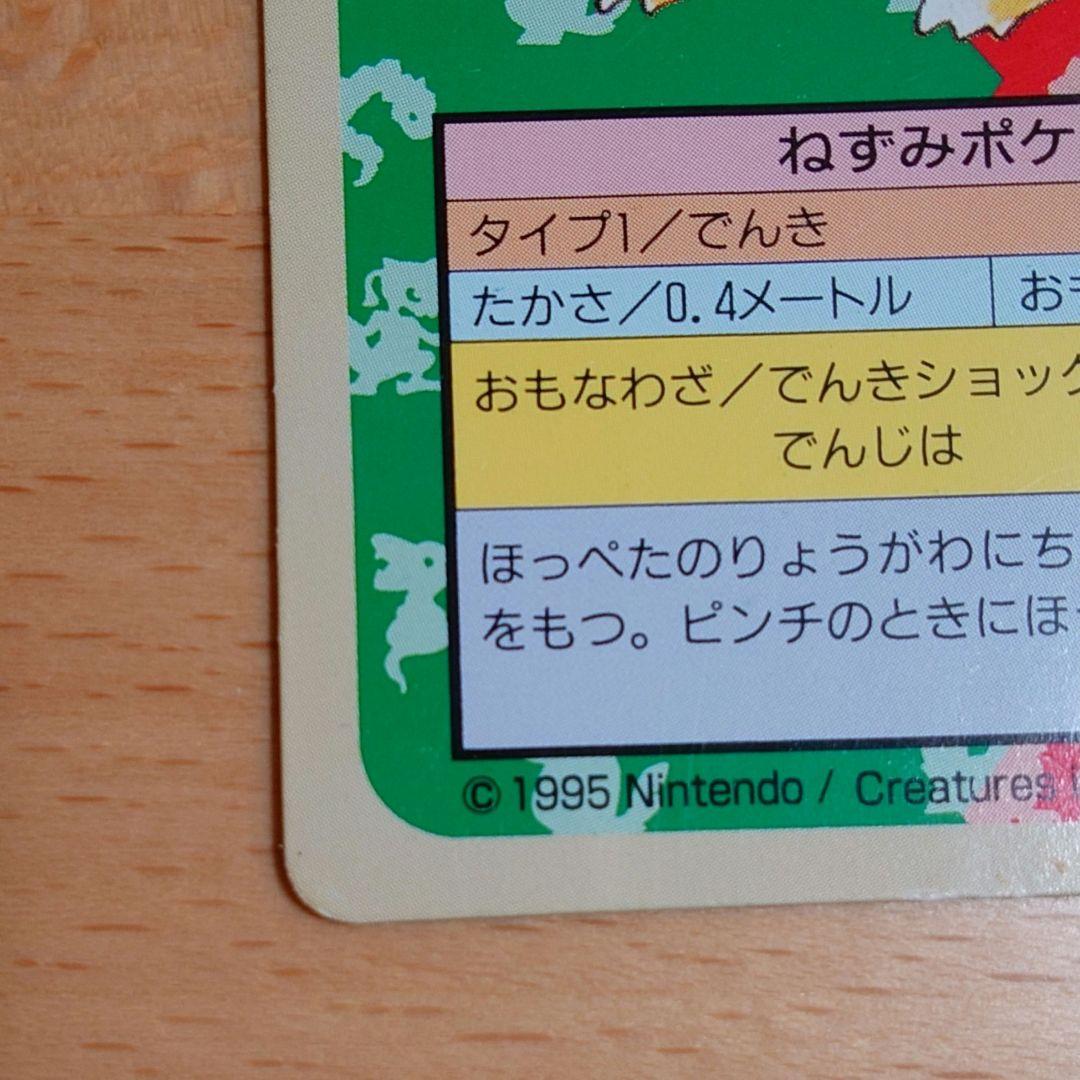 ねずみポケ
タイプ1／でんき
たかさ／0.4メートル
おも
おもなわざ／でんきショック
でんじは
ほっぺたのりょうがわにち
をもつ。ピンチのときにほ
© 1995 Nintendo / Creatures